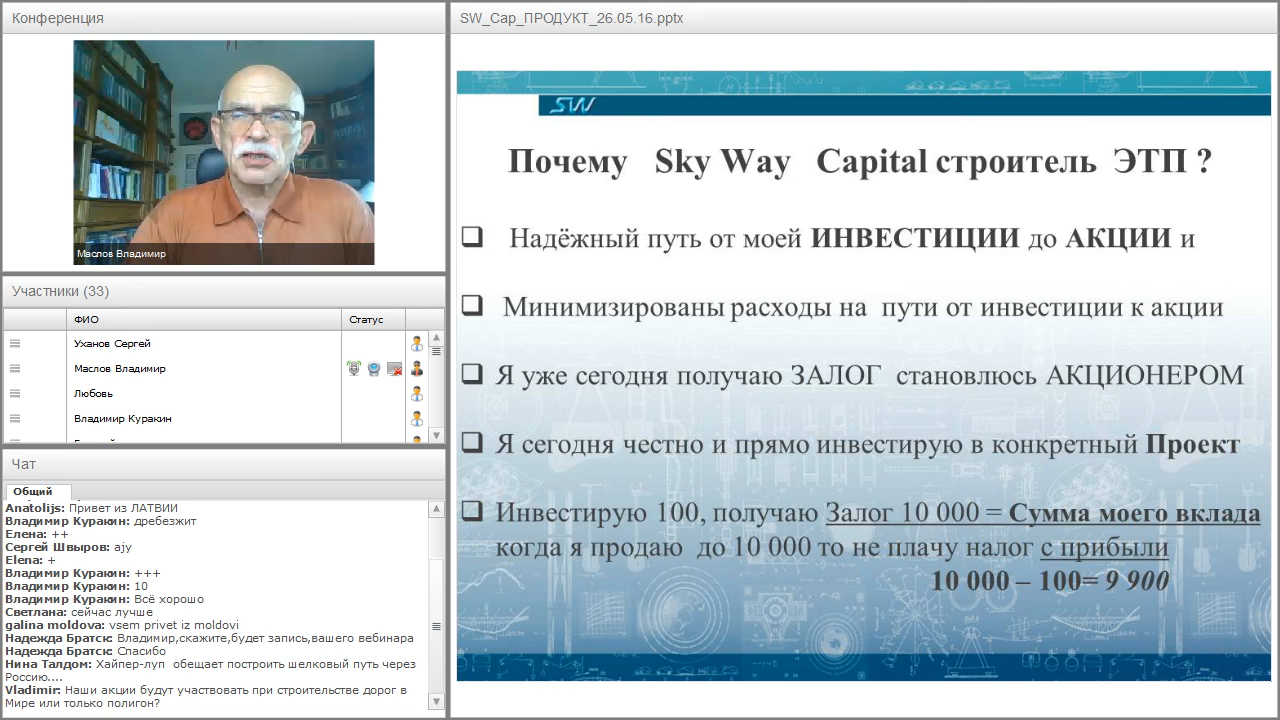 Конференция
Маслов Владимир
Участники (33)
ФИО Статус
Уханов Сергей
Маслов Владимир
Любовь
Владимир Куракин
Чат
Общий
Anatolijs: Привет из ЛАТВИИ
Владимир Куракин: дребезжит
Елена: ++
Сергей Швыров: ajy
Elena: +
Владимир Куракин: +++
Владимир Куракин: 10
Владимир Куракин: Всё хорошо
Светлана: сейчас лучше
galina moldova: vsem privet iz moldovi
Надежда Братск: Владимир,скажите,будет запись,вашего вебинара
Надежда Братск: Спасибо
Нина Талдом: Хайпер-луп обещает построить шелковый путь через
Россию....
Vladimir: Наши акции будут участвовать при строительстве дорог в
Мире или только полигон?
SW_Cap_ПРОДУКТ_26.05.16.pptx
SW
Почему Sky Way Capital строитель ЭТП ?
Надёжный путь от моей ИНВЕСТИЦИИ до АКЦИИ и
Минимизированы расходы на пути от инвестиции к акции
Я уже сегодня получаю ЗАЛОГ становлюсь АКЦИОНЕРОМ
Я сегодня честно и прямо инвестирую в конкретный Проект
Инвестирую 100, получаю Залог 10 000 = Сумма моего вклада
когда я продаю до 10 000 то не плачу налог с прибыли
10 000 – 100= 9 900